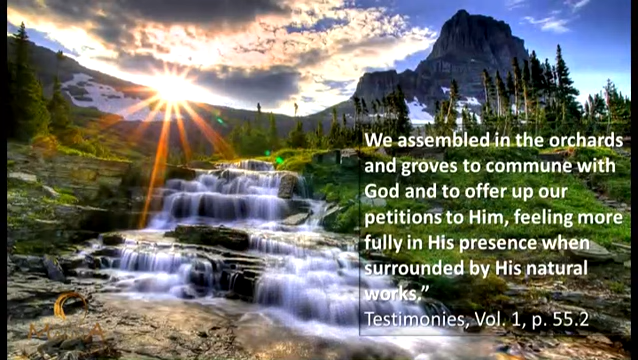 We assembled in the orchards
and groves to commune with
God and to offer up our
petitions to Him, feeling more
fully in His presence when
surrounded by His natural
works.”
Testimonies, Vol. 1, p. 55.2